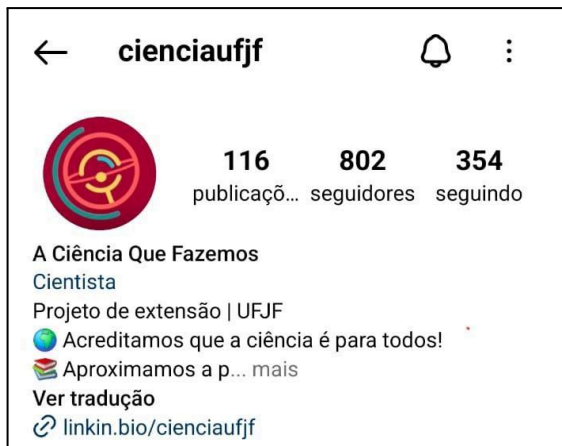 cienciaufjf
116 802 354
publicaçõ... seguidores seguindo
A Ciência Que Fazemos
Cientista
Projeto de extensão | UFJF
🌍 Acreditamos que a ciência é para todos!
📚 Aproximamos a p... mais
Ver tradução
linkin.bio/cienciaufjf